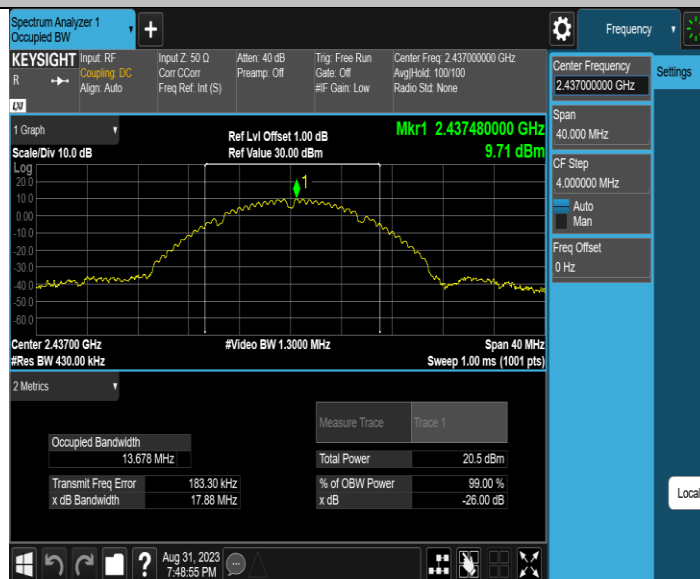 Spectrum Analyzer 1
Occupied BW
Frequency
KEYSIGHT
R
LXI
Input: RF
Coupling: DC
Align: Auto
Input Z: 50 Ω
Corr CCorr
Freq Ref: Int (S)
Atten: 40 dB
Preamp: Off
Trig: Free Run
Gate: Off
#IF Gain: Low
Center Freq: 2.437000000 GHz
Avg|Hold: 100/100
Radio Std: None
Center Frequency
2.437000000 GHz
Settings
Span
40.000 MHz
CF Step
4.000000 MHz
Auto
Man
Freq Offset
0 Hz
1 Graph
Scale/Div 10.0 dB
Ref Lvl Offset 1.00 dB
Ref Value 30.00 dBm
Mkr1 2.437480000 GHz
9.71 dBm
Log
20.0
10.0
0.00
-10.0
-20.0
-30.0
-40.0
-50.0
-60.0
1
Center 2.43700 GHz
#Video BW 1.3000 MHz
Span 40 MHz
#Res BW 430.00 kHz
Sweep 1.00 ms (1001 pts)
2 Metrics
Measure Trace
Trace 1
Occupied Bandwidth
13.678 MHz
Total Power
20.5 dBm
Transmit Freq Error
183.30 kHz
% of OBW Power
99.00 %
x dB Bandwidth
17.88 MHz
x dB
-26.00 dB
Local
?
Aug 31, 2023
7:48:55 PM